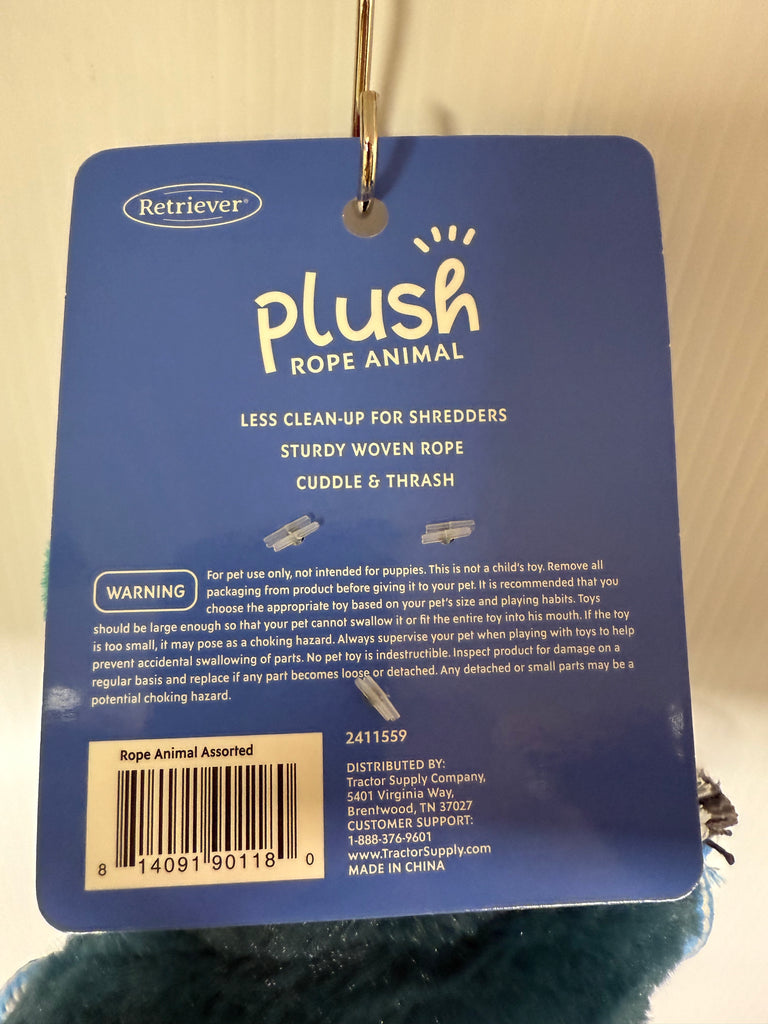 Retriever®
plush
ROPE ANIMAL
LESS CLEAN-UP FOR SHREDDERS
STURDY WOVEN ROPE
CUDDLE & THRASH
WARNING
For pet use only, not intended for puppies. This is not a child's toy. Remove all
packaging from product before giving it to your pet. It is recommended that you
choose the appropriate toy based on your pet's size and playing habits. Toys
should be large enough so that your pet cannot swallow it or fit the entire toy into his mouth. If the toy
is too small, it may pose as a choking hazard. Always supervise your pet when playing with toys to help
prevent accidental swallowing of parts. No pet toy is indestructible. Inspect product for damage on a
regular basis and replace if any part becomes loose or detached. Any detached or small parts may be a
potential choking hazard.
Rope Animal Assorted
8 14091 90118 0
2411559
DISTRIBUTED BY:
Tractor Supply Company,
5401 Virginia Way,
Brentwood, TN 37027
CUSTOMER SUPPORT:
1-888-376-9601
www.TractorSupply.com
MADE IN CHINA